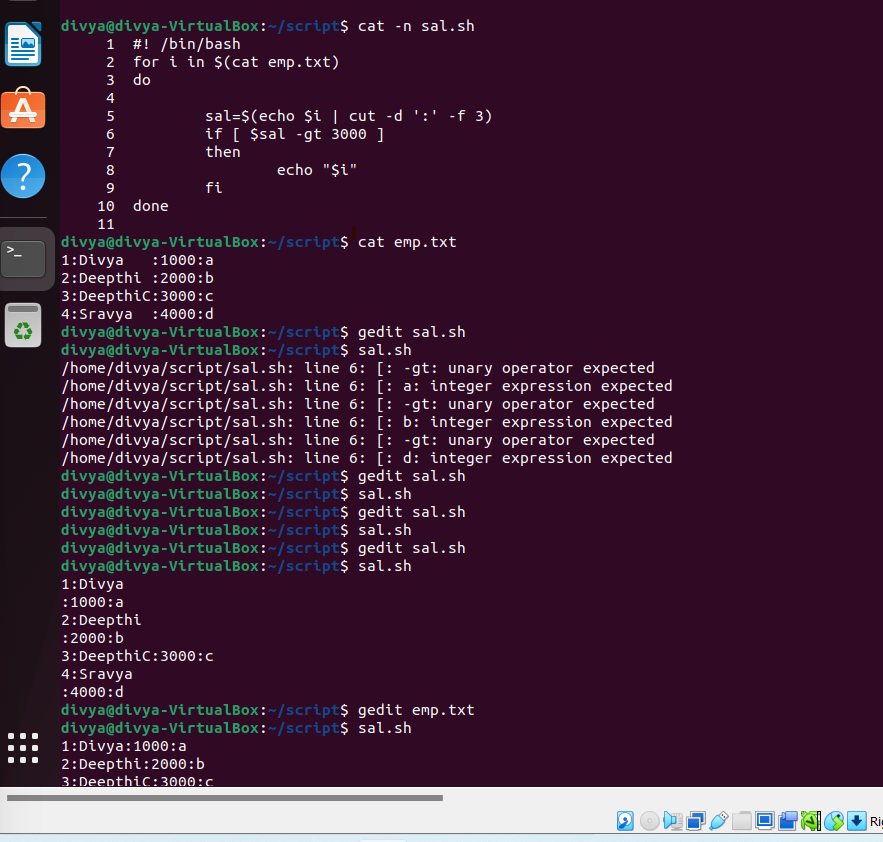 divya@divya-VirtualBox:~/script$ cat -n sal.sh
     1  #! /bin/bash
     2  for i in $(cat emp.txt)
     3  do
     4
     5          sal=$(echo $i | cut -d ':' -f 3)
     6          if [ $sal -gt 3000 ]
     7          then
     8                  echo "$i"
     9          fi
    10  done
    11
divya@divya-VirtualBox:~/script$ cat emp.txt
1:Divya   :1000:a
2:Deepthi :2000:b
3:DeepthiC:3000:c
4:Sravya  :4000:d
divya@divya-VirtualBox:~/script$ gedit sal.sh
divya@divya-VirtualBox:~/script$ sal.sh
/home/divya/script/sal.sh: line 6: [: -gt: unary operator expected
/home/divya/script/sal.sh: line 6: [: a: integer expression expected
/home/divya/script/sal.sh: line 6: [: -gt: unary operator expected
/home/divya/script/sal.sh: line 6: [: b: integer expression expected
/home/divya/script/sal.sh: line 6: [: -gt: unary operator expected
/home/divya/script/sal.sh: line 6: [: d: integer expression expected
divya@divya-VirtualBox:~/script$ gedit sal.sh
divya@divya-VirtualBox:~/script$ sal.sh
divya@divya-VirtualBox:~/script$ gedit sal.sh
divya@divya-VirtualBox:~/script$ sal.sh
divya@divya-VirtualBox:~/script$ gedit sal.sh
divya@divya-VirtualBox:~/script$ sal.sh
1:Divya
:1000:a
2:Deepthi
:2000:b
3:DeepthiC:3000:c
4:Sravya
:4000:d
divya@divya-VirtualBox:~/script$ gedit emp.txt
divya@divya-VirtualBox:~/script$ sal.sh
1:Divya:1000:a
2:Deepthi:2000:b
3:DeepthiC:3000:c